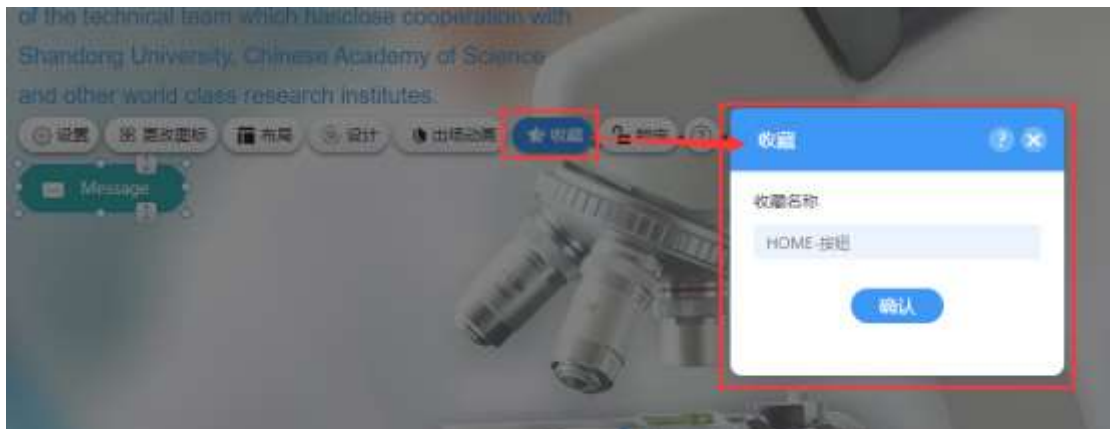 of the technical team which hasclose cooperation with
Shandong University, Chinese Academy of Science
and other world class research institutes.
设置 更改图标 布局 设计 出场动画 收藏 锁定
Message
收藏
收藏名称
HOME-按钮
确认